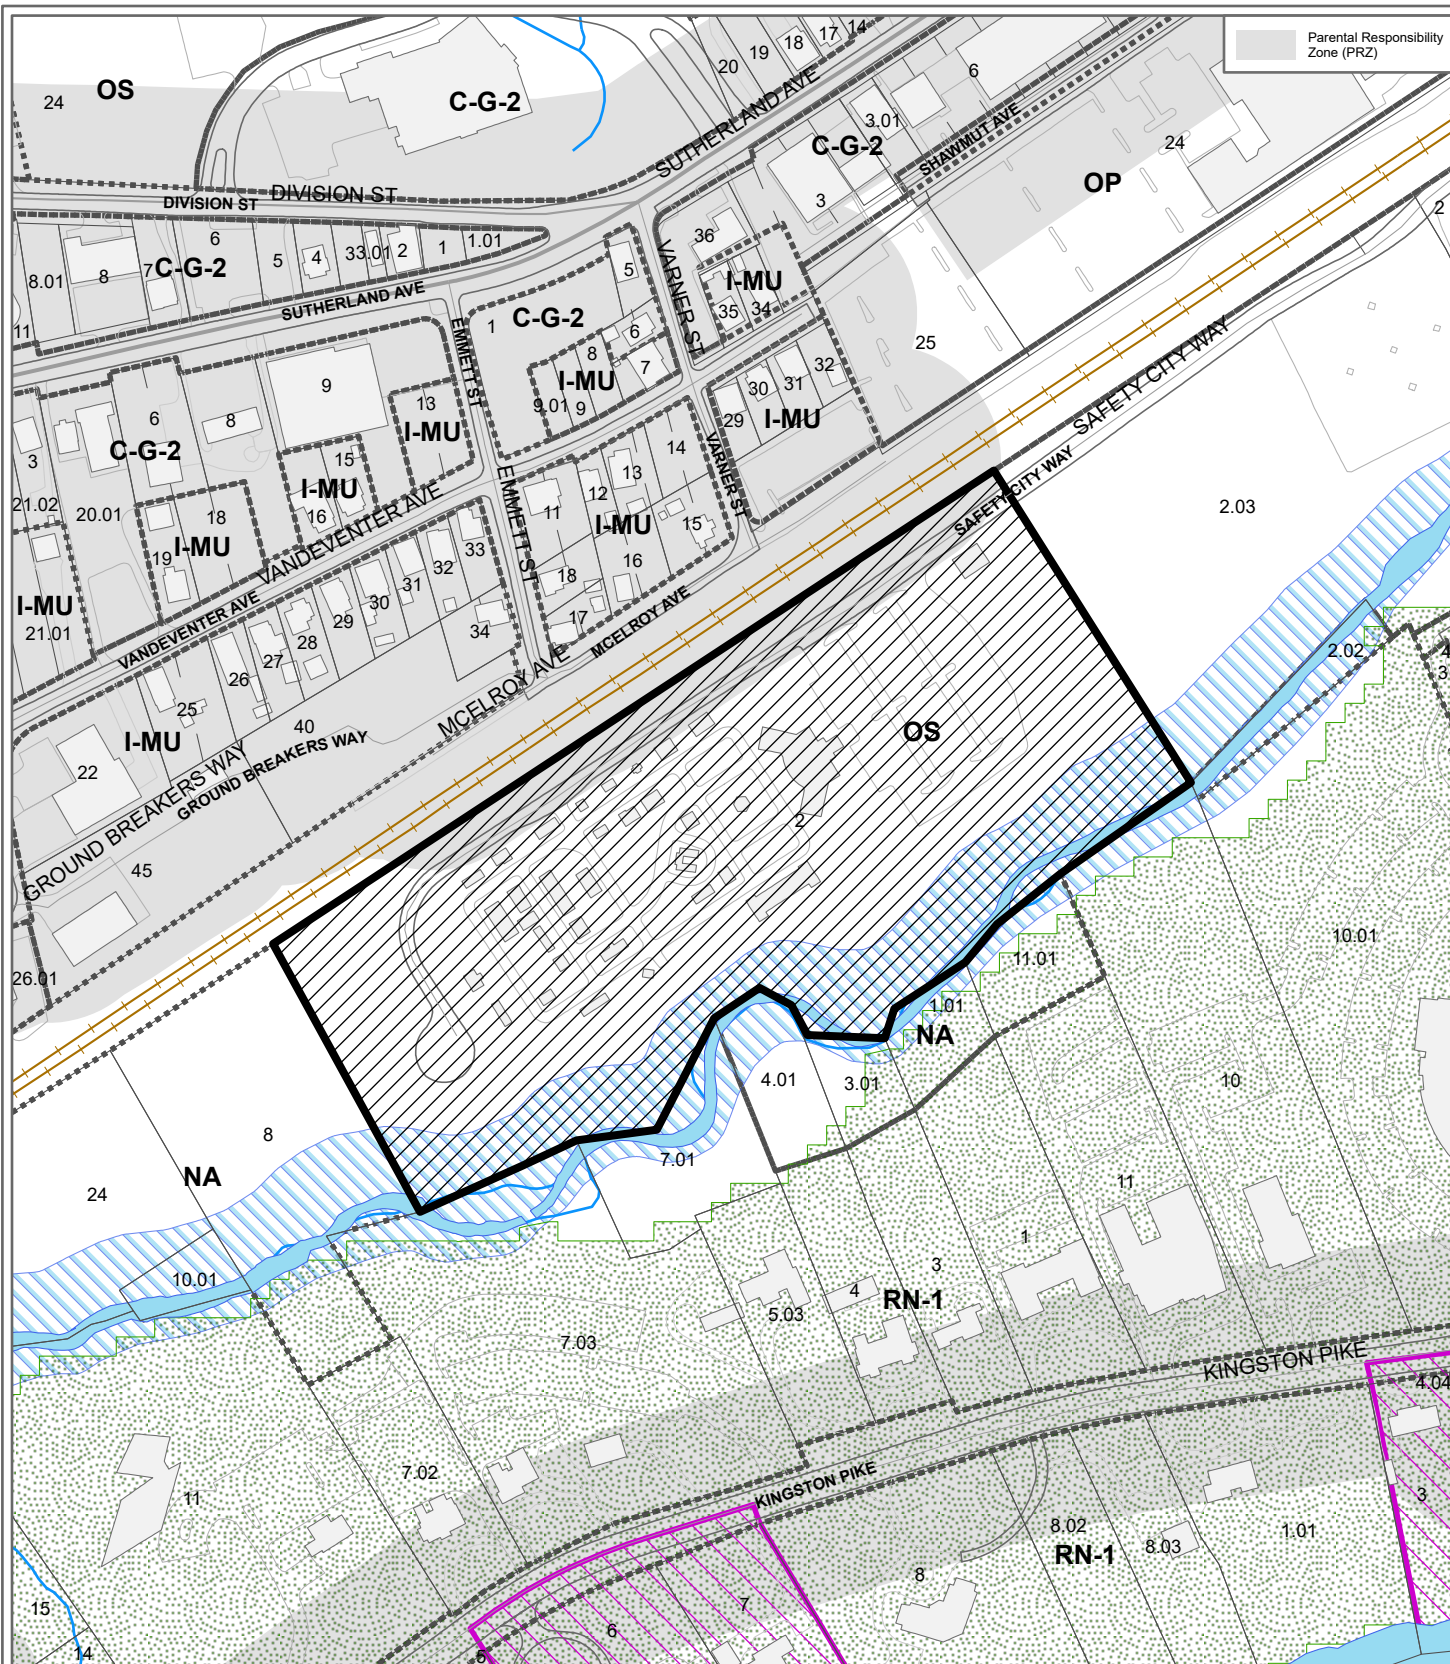 Parental Responsibility
Zone (PRZ)
24
OS
C-G-2
20
19
18
17
14
6
SUTHERLAND AVE
3.01
C-G-2
SHAWMUT AVE
24
OP
3
2
DIVISION ST
DIVISION ST
8.01
8
7
6
C-G-2
5
4
33.01
2
1
1.01
11
SUTHERLAND AVE
EMMETT ST
1
C-G-2
5
6
7
8
I-MU
9.01
9
VARNER ST
36
I-MU
35
34
25
SAFETY CITY WAY
SAFETY CITY WAY
9
6
8
C-G-2
13
I-MU
15
I-MU
16
3
21.02
20.01
18
I-MU
19
I-MU
21.01
VANDEVENTER AVE
VANDEVENTER AVE
EMMETT ST
14
13
12
11
I-MU
15
16
18
17
VARNER ST
29
30
31
32
I-MU
MCELROY AVE
MCELROY AVE
33
32
31
30
29
28
27
26
25
34
I-MU
22
40
GROUND BREAKERS WAY
GROUND BREAKERS WAY
45
26.01
2.03
2.02
4
3
OS
2
10.01
11.01
1.01
NA
4.01
3.01
7.01
10
11
1
8
NA
24
10.01
3
4
RN-1
5.03
7.03
KINGSTON PIKE
4.04
7.02
11
KINGSTON PIKE
3
8.02
RN-1
8.03
1.01
8
7
6
5
15
14